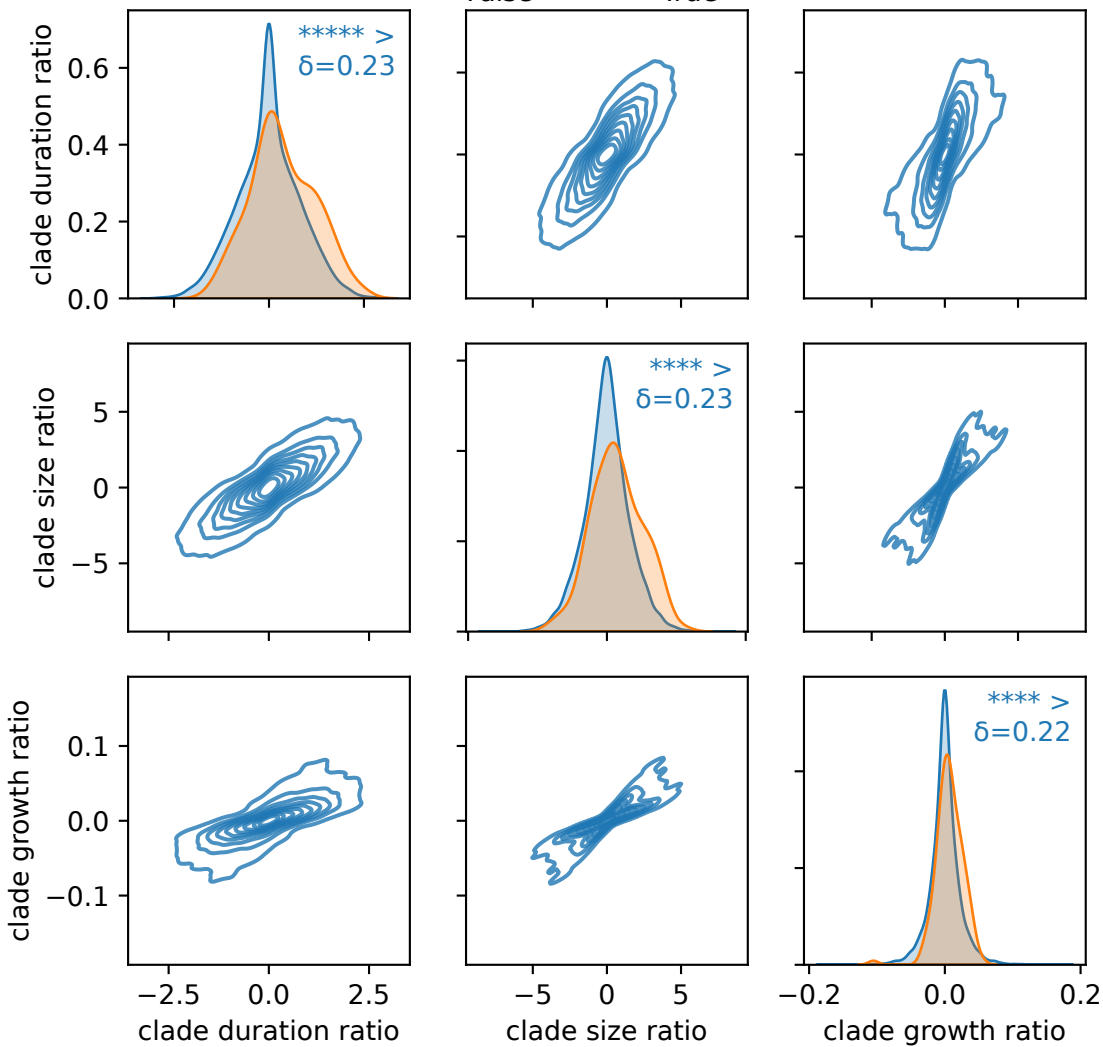 clade duration ratio
0.6
0.4
0.2
0.0
***** >
δ=0.23
clade size ratio
5
0
−5
**** >
δ=0.23
clade growth ratio
0.1
0.0
−0.1
**** >
δ=0.22
−2.5 0.0 2.5
−5 0 5
−0.2 0.0 0.2
clade duration ratio
clade size ratio
clade growth ratio